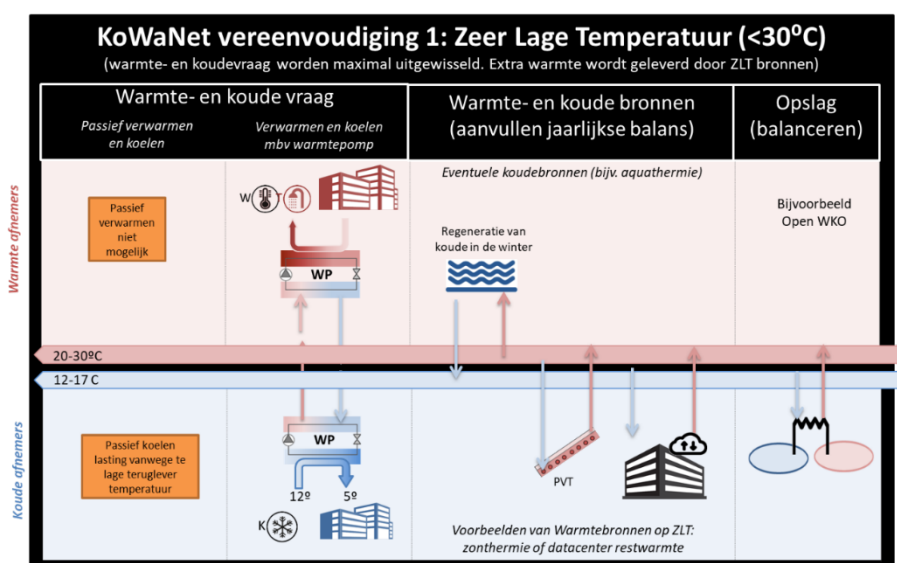 KoWaNet vereenvoudiging 1: Zeer Lage Temperatuur (<30⁰C)
(warmte- en koudevraag worden maximal uitgewisseld. Extra warmte wordt geleverd door ZLT bronnen)
Warmte- en koude vraag
Passief verwarmen
en koelen
Verwarmen en koelen
mbv warmtepomp
Warmte- en koude bronnen
(aanvullen jaarlijkse balans)
Opslag
(balanceren)
Warmte afnemers
Passief
verwarmen
niet
mogelijk
W
T
WP
Eventuele koudebronnen (bijv. aquathermie)
Regeneratie van
koude in de winter
Bijvoorbeeld
Open WKO
20-30ºC
12-17 C
Koude afnemers
Passief koelen
lasting vanwege te
lage teruglever
temperatuur
WP
12º
5º
K
PVT
Voorbeelden van Warmtebronnen op ZLT:
zonthermie of datacenter restwarmte